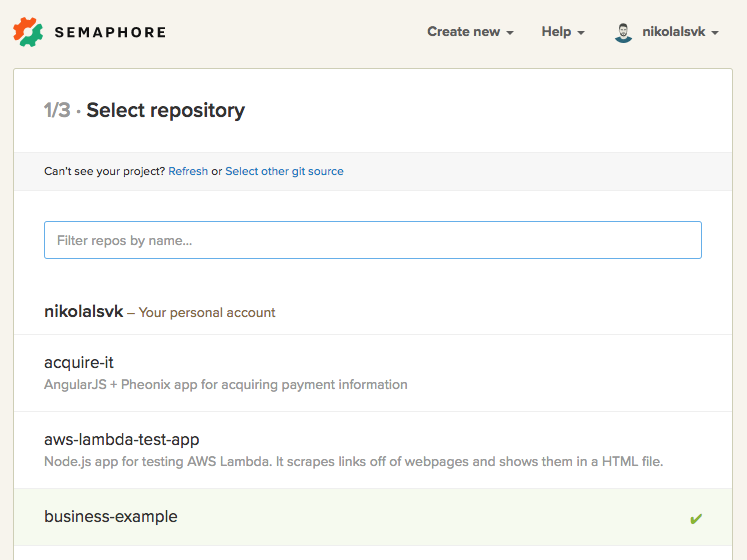 SEMAPHORE
Create new
Help
nikolalsvk
1/3 · Select repository
Can't see your project? Refresh or Select other git source
Filter repos by name...
nikolalsvk – Your personal account
acquire-it
AngularJS + Pheonix app for acquiring payment information
aws-lambda-test-app
Node.js app for testing AWS Lambda. It scrapes links off of webpages and shows them in a HTML file.
business-example